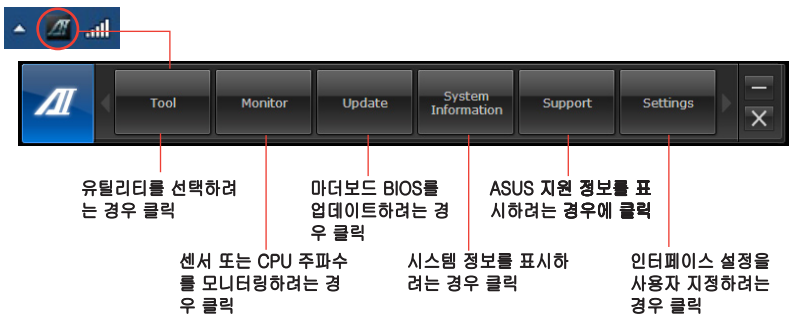 Tool
Monitor
Update
System
Information
Support
Settings
유틸리티를 선택하려
는 경우 클릭
마더보드 BIOS를
업데이트하려는 경
우 클릭
ASUS 지원 정보를 표
시하려는 경우에 클릭
센서 또는 CPU 주파수
를 모니터링하려는 경
우 클릭
시스템 정보를 표시하
려는 경우 클릭
인터페이스 설정을
사용자 지정하려는
경우 클릭